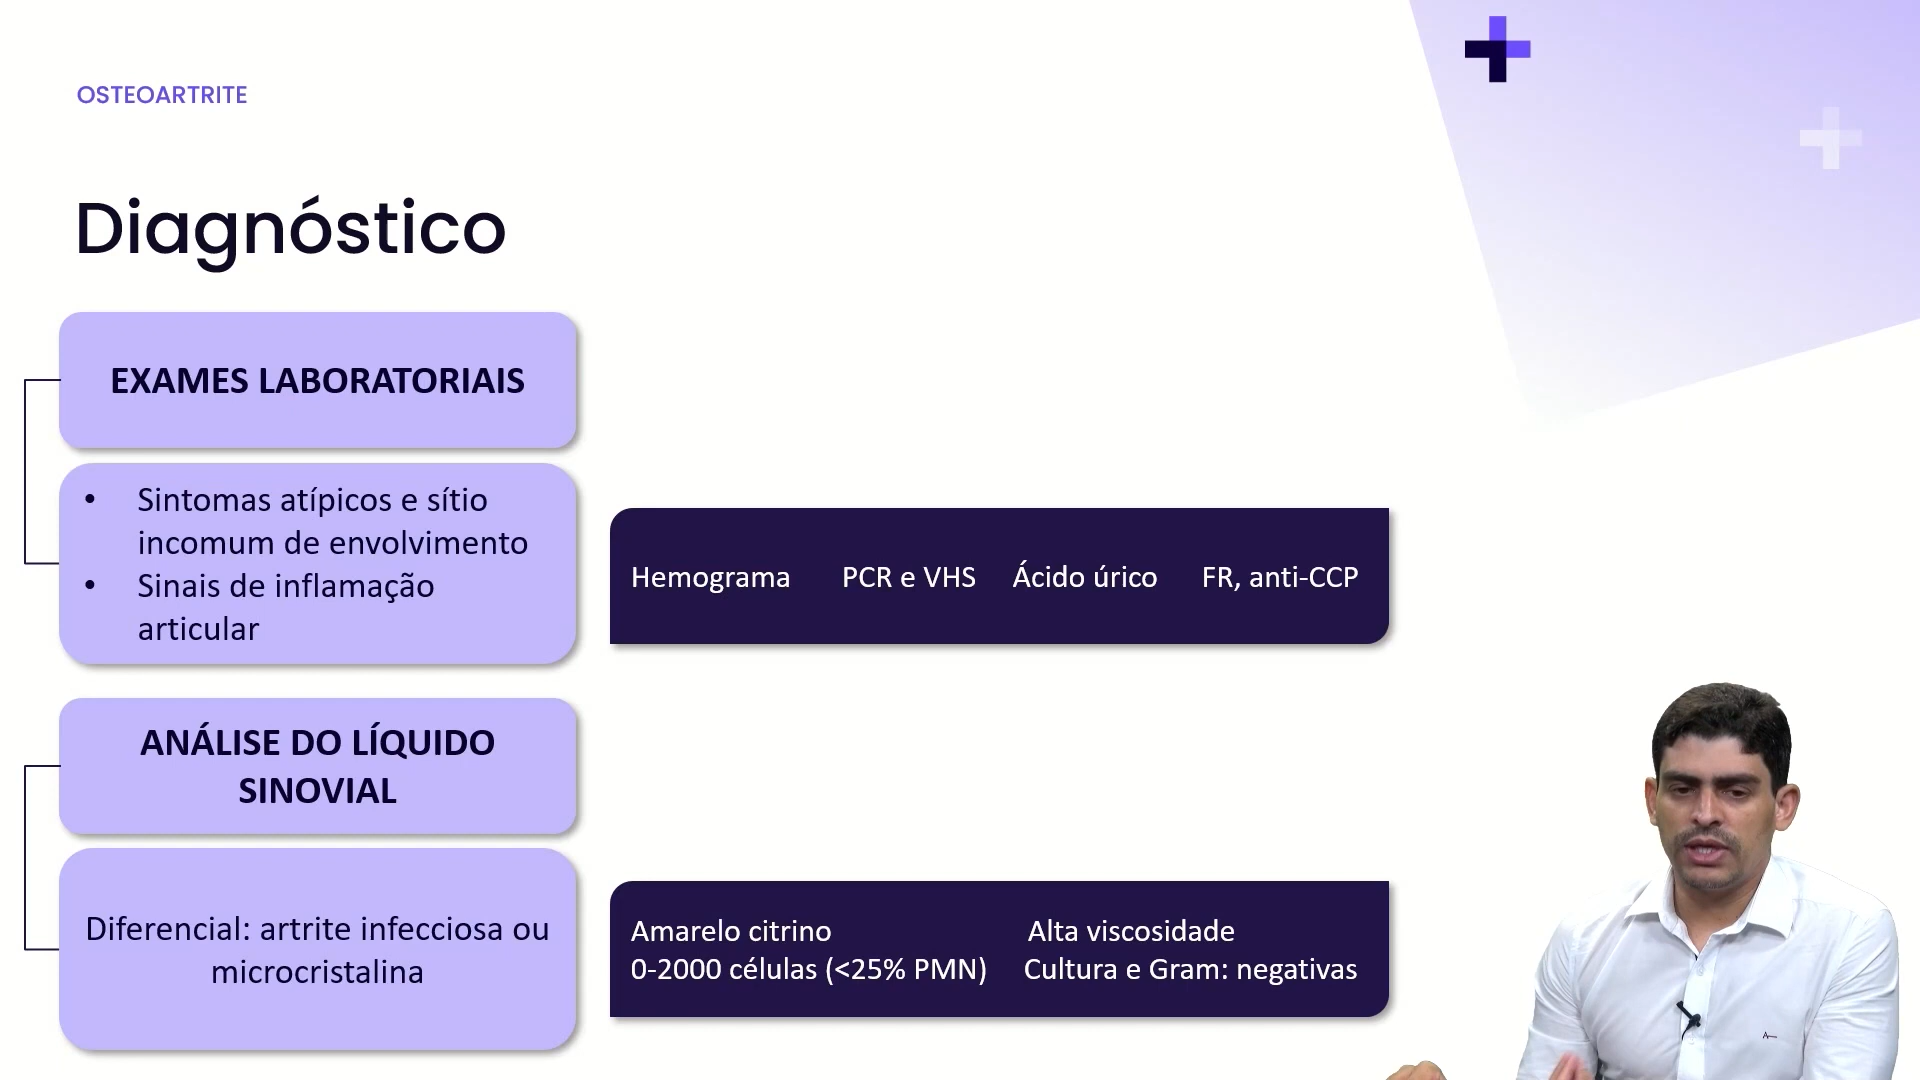 OSTEOARTRITE
Diagnóstico
EXAMES LABORATORIAIS
• Sintomas atípicos e sítio
incomum de envolvimento
• Sinais de inflamação
articular
Hemograma PCR e VHS Ácido úrico FR, anti-CCP
ANÁLISE DO LÍQUIDO
SINOVIAL
Diferencial: artrite infecciosa ou
microcristalina
Amarelo citrino Alta viscosidade
0-2000 células (<25% PMN) Cultura e Gram: negativas